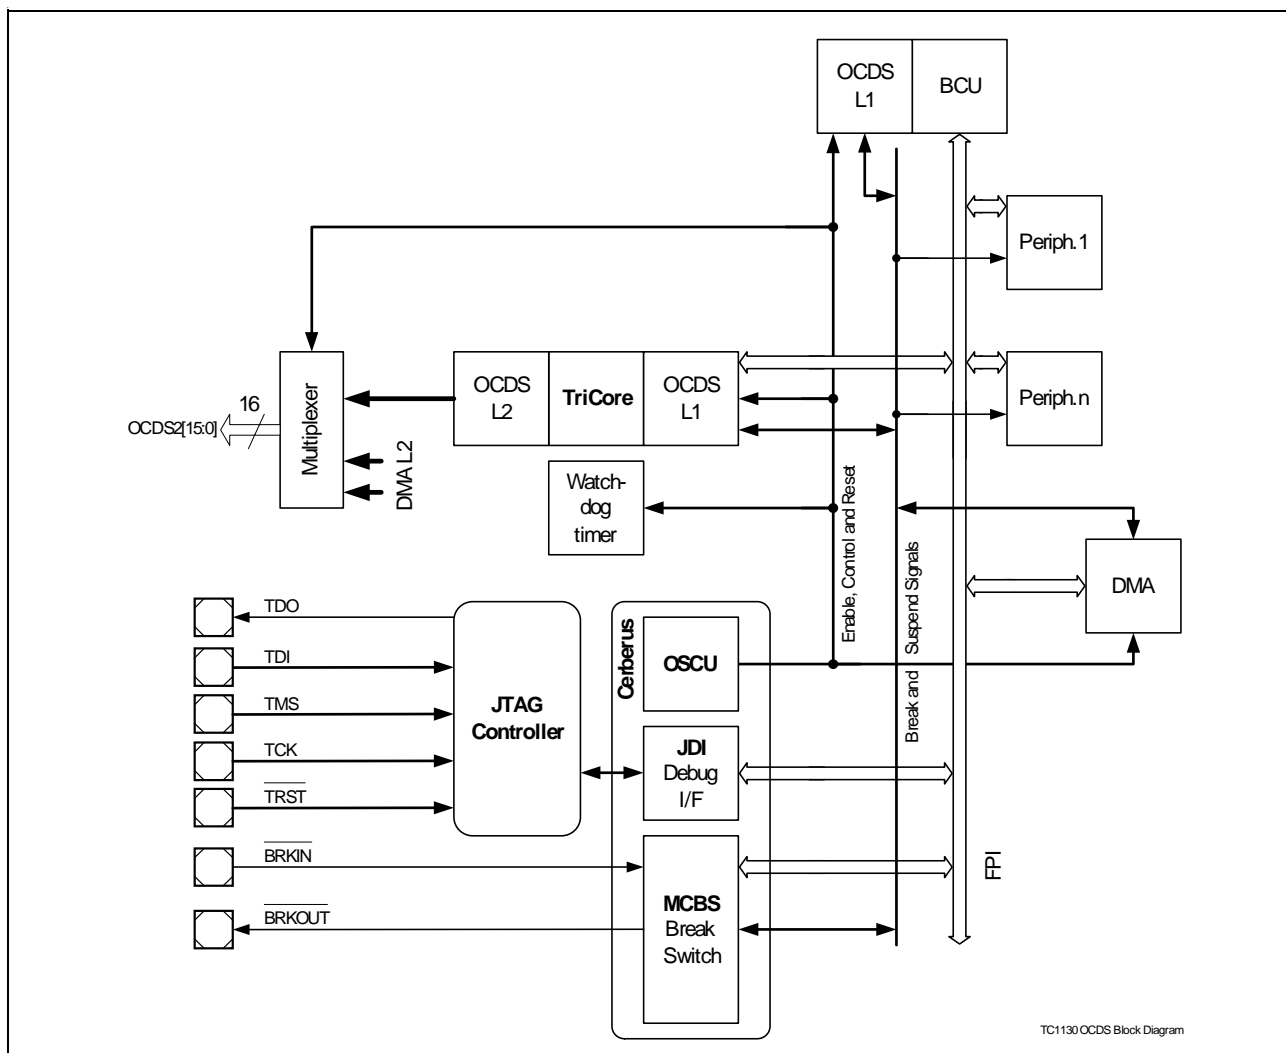 OCDS
L1
BCU
Periph.1
Multiplexer
OCDS
L2
TriCore
OCDS
L1
Periph.n
16
OCDS2[15:0]
DMA L2
Watch-
dog
timer
Enable, Control and Reset
Break and Suspend Signals
DMA
TDO
TDI
TMS
TCK
TRST
BRKIN
BRKOUT
JTAG
Controller
Cerberus
OSCU
JDI
Debug
I/F
MCBS
Break
Switch
FPI
TC1130 OCDS Block Diagram